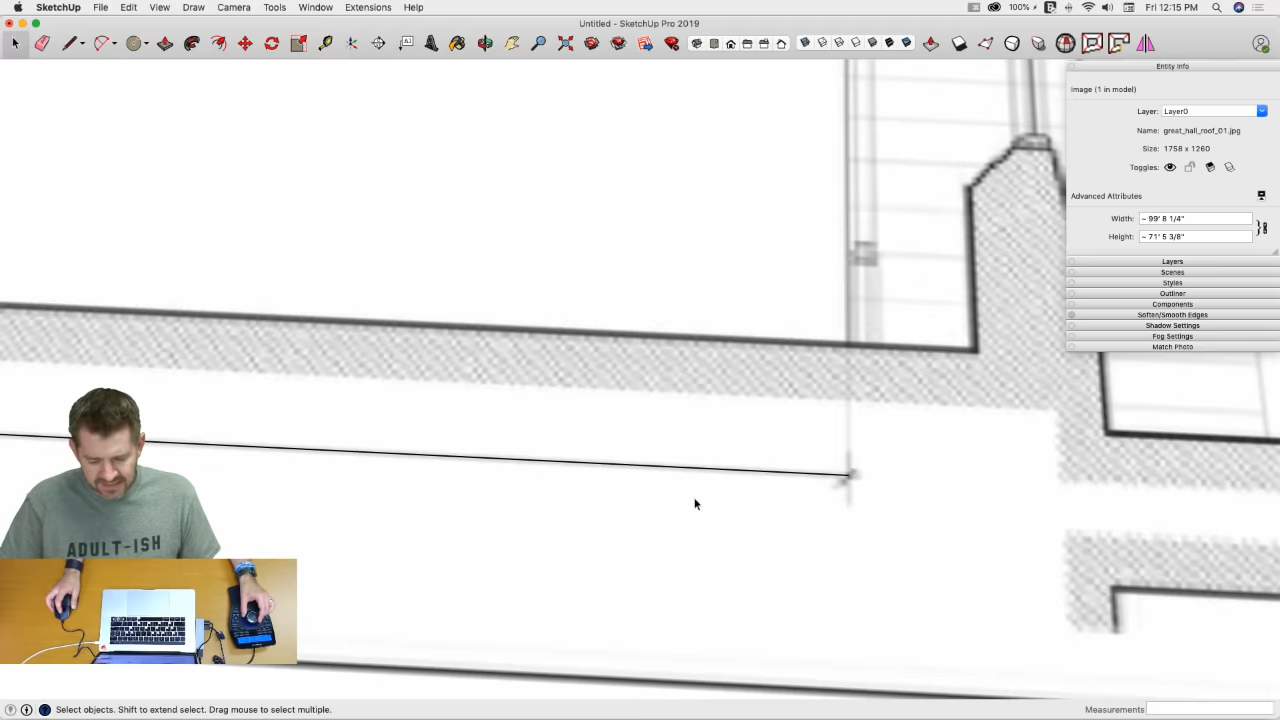 SketchUp File Edit View Draw Camera Tools Window Extensions Help
100% Fri 12:15 PM
Untitled - SketchUp Pro 2019
Entity Info
Image (1 in model)
Layer: Layer0
Name: great_hall_roof_01.jpg
Size: 1758 x 1260
Toggles:
Advanced Attributes
Width: ~ 99' 8 1/4"
Height: ~ 71' 5 3/8"
Layers
Scenes
Styles
Outliner
Components
Soften/Smooth Edges
Shadow Settings
Fog Settings
Match Photo
ADULT-ISH
Select objects. Shift to extend select. Drag mouse to select multiple.
Measurements